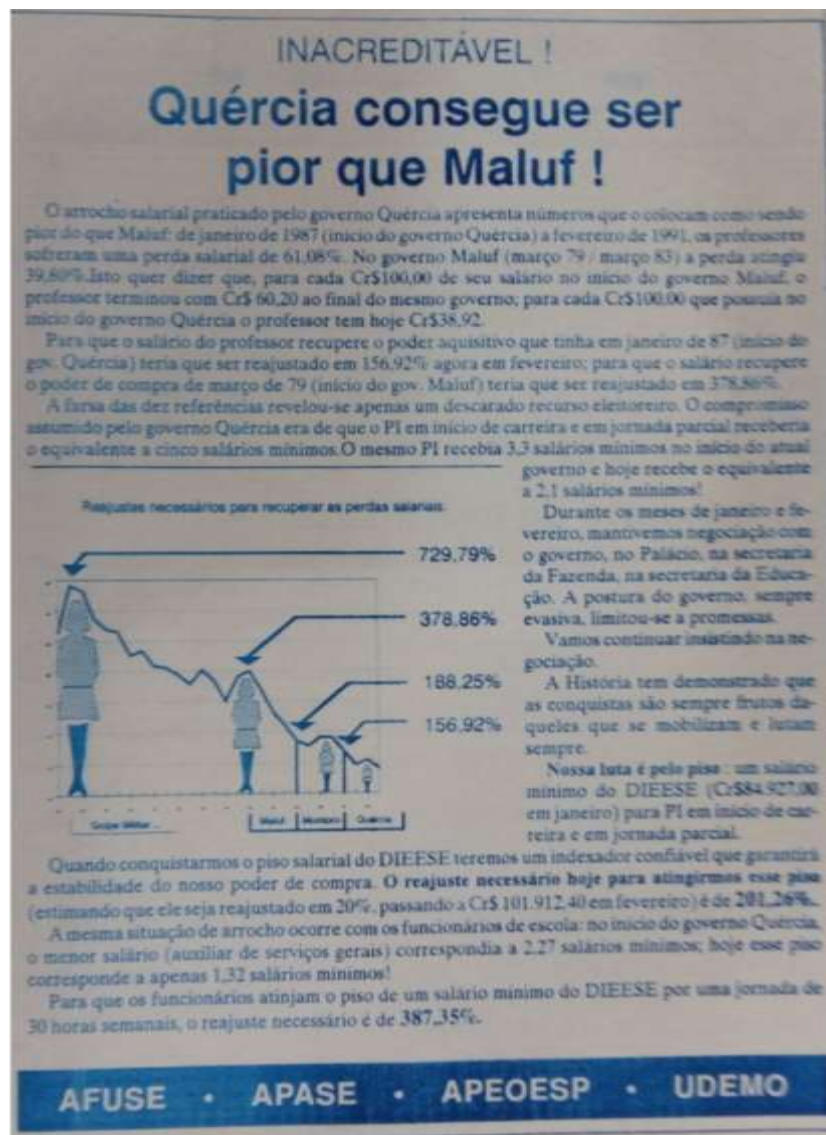 INACREDITÁVEL !
Quércia consegue ser
pior que Maluf !
O arrocho salarial praticado pelo governo Quércia apresenta números que o colocam como sendo
pior do que Maluf: de janeiro de 1987 (início do governo Quércia) a fevereiro de 1991, os professores
sofreram uma perda salarial de 61,08%. No governo Maluf (março 79 / março 83) a perda atingiu
39,80%.Isto quer dizer que, para cada Cr$100,00 de seu salário no início do governo Maluf, o
professor terminou com Cr$ 60,20 ao final do mesmo governo; para cada Cr$100,00 que possuía no
início do governo Quércia o professor tem hoje Cr$38,92.
Para que o salário do professor recupere o poder aquisitivo que tinha em janeiro de 87 (início do
gov. Quércia) teria que ser reajustado em 156,92% agora em fevereiro; para que o salário recupere
o poder de compra de março de 79 (início do gov. Maluf) teria que ser reajustado em 378,86%.
A farsa das dez referências revelou-se apenas um descarado recurso eleitoreiro. O compromisso
assumido pelo governo Quércia era de que o PI em início de carreira e em jornada parcial receberia
o equivalente a cinco salários mínimos.O mesmo PI recebia 3,3 salários mínimos no início do atual
governo e hoje recebe o equivalente
a 2,1 salários mínimos!
Durante os meses de janeiro e fe-
vereiro, mantivemos negociação com
o governo, no Palácio, na secretaria
da Fazenda, na secretaria da Educa-
ção. A postura do governo, sempre
evasiva, limitou-se a promessas.
Vamos continuar insistindo na ne-
gociação.
A História tem demonstrado que
as conquistas são sempre frutos da-
queles que se mobilizam e lutam
sempre.
Nossa luta é pelo piso : um salário
mínimo do DIEESE (Cr$84.927,00
em janeiro) para PI em início de car-
reira e em jornada parcial.
Reajustes necessários para recuperar as perdas salariais
729,79%
378,86%
188,25%
156,92%
Maluf
Montoro
Quércia
Quando conquistarmos o piso salarial do DIEESE teremos um indexador confiável que garantirá
a estabilidade do nosso poder de compra. O reajuste necessário hoje para atingirmos esse piso
(estimando que ele seja reajustado em 20%, passando a Cr$ 101.912,40 em fevereiro) é de 201,26%.
A mesma situação de arrocho ocorre com os funcionários de escola: no início do governo Quércia,
o menor salário (auxiliar de serviços gerais) correspondia a 2,27 salários mínimos; hoje esse piso
corresponde a apenas 1,32 salários mínimos!
Para que os funcionários atinjam o piso de um salário mínimo do DIEESE por uma jornada de
30 horas semanais, o reajuste necessário é de 387,35%.
AFUSE • APASE • APEOESP • UDEMO